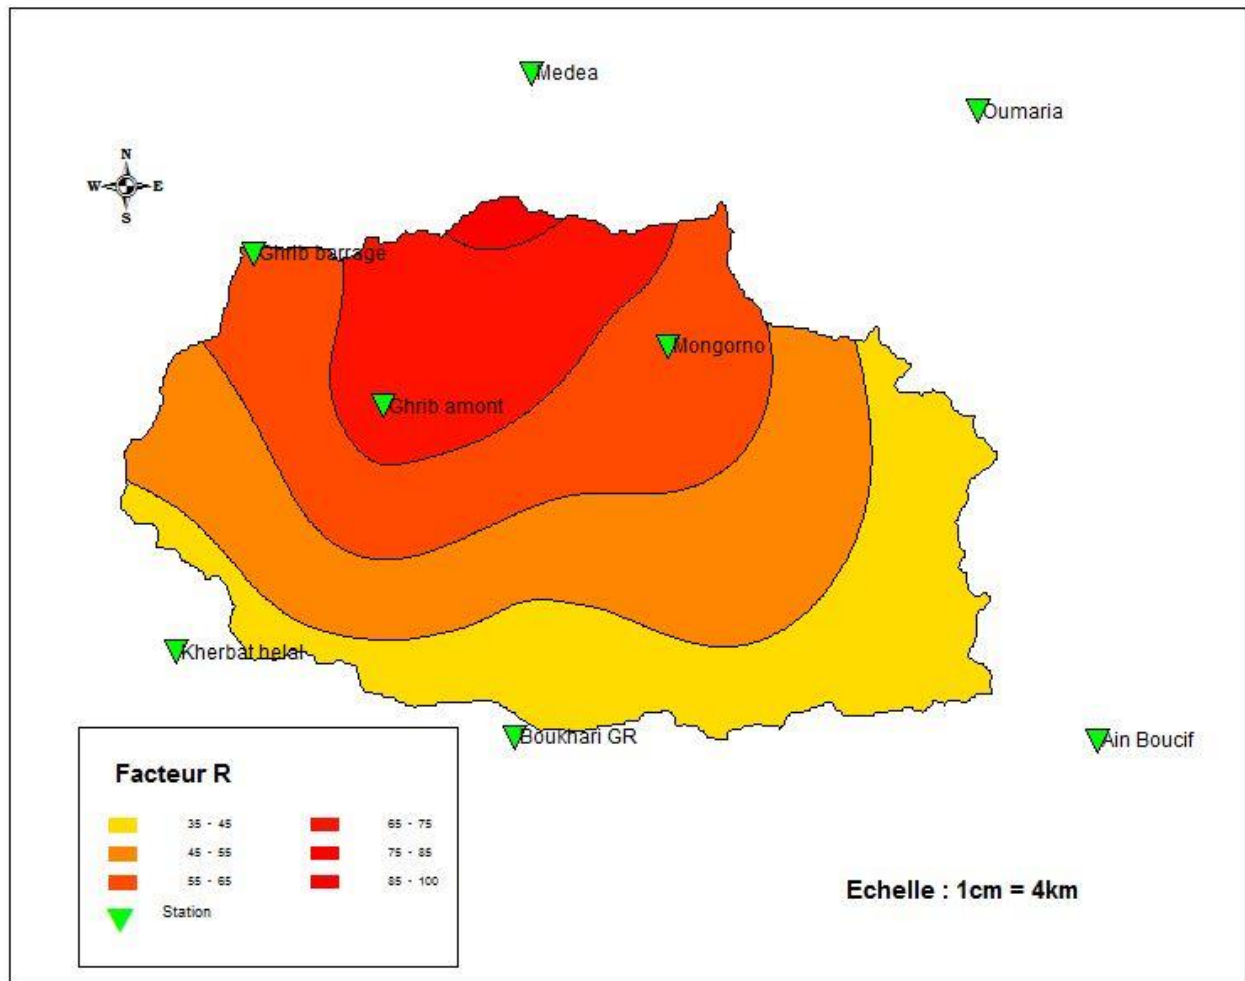 Medea
Oumaria
N
W E
S
Ghrib barrage
Mongorno
Ghrib amont
Kherbat helal
Boukhari GR
Ain Boucif
Facteur R
35 - 45
65 - 75
45 - 55
75 - 85
55 - 65
85 - 100
Station
Echelle : 1cm = 4km